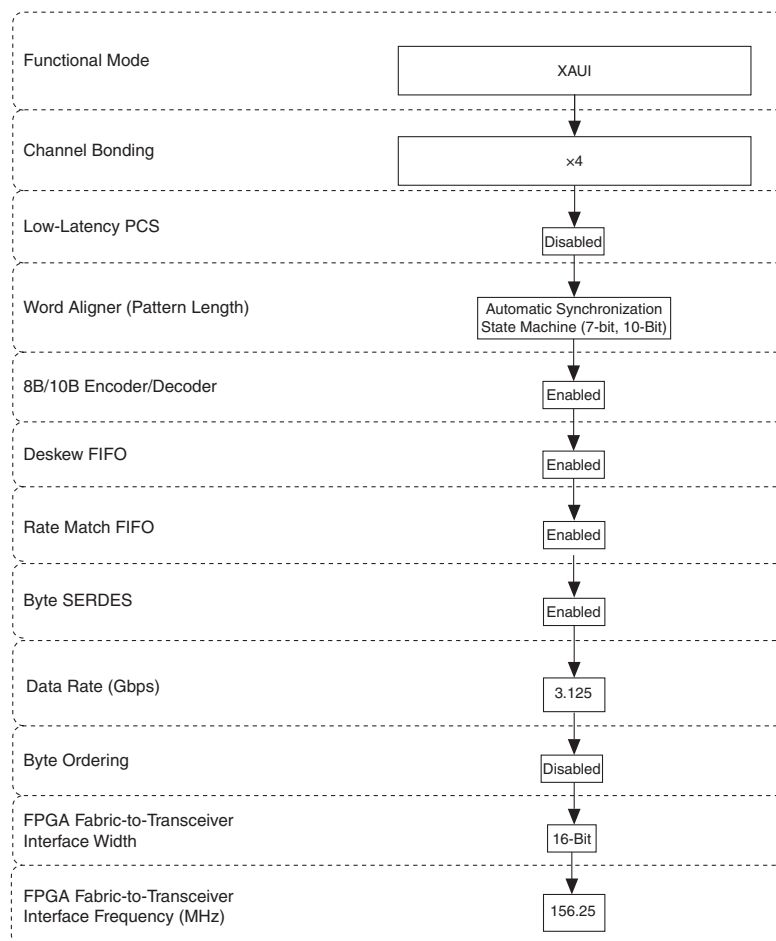 Functional Mode
XAUI
Channel Bonding
×4
Low-Latency PCS
Disabled
Word Aligner (Pattern Length)
Automatic Synchronization
State Machine (7-bit, 10-Bit)
8B/10B Encoder/Decoder
Enabled
Deskew FIFO
Enabled
Rate Match FIFO
Enabled
Byte SERDES
Enabled
Data Rate (Gbps)
3.125
Byte Ordering
Disabled
FPGA Fabric-to-Transceiver
Interface Width
16-Bit
FPGA Fabric-to-Transceiver
Interface Frequency (MHz)
156.25